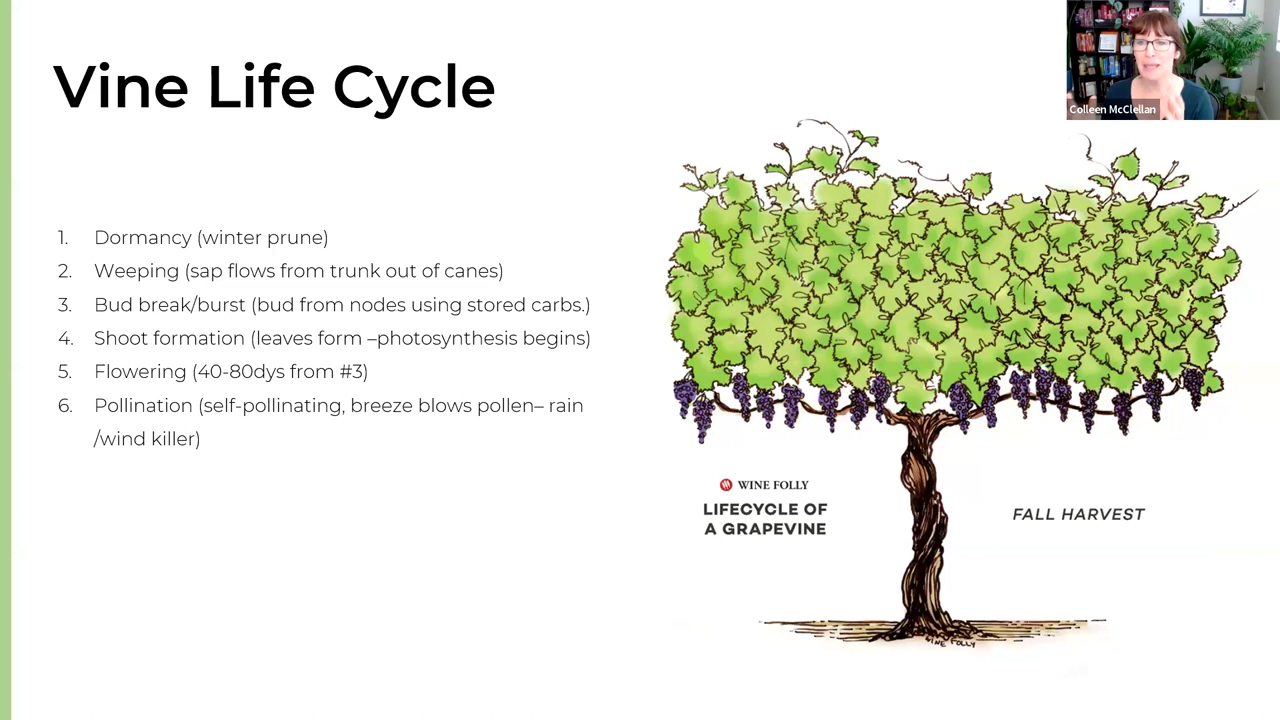 Vine Life Cycle
Colleen McClellan
1. Dormancy (winter prune)
2. Weeping (sap flows from trunk out of canes)
3. Bud break/burst (bud from nodes using stored carbs.)
4. Shoot formation (leaves form –photosynthesis begins)
5. Flowering (40-80dys from #3)
6. Pollination (self-pollinating, breeze blows pollen– rain
/wind killer)
WINE FOLLY
LIFECYCLE OF
A GRAPEVINE
FALL HARVEST
WINE FOLLY